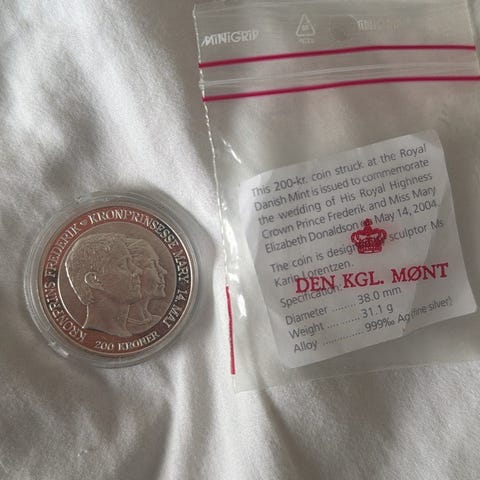 MiNiGRiP
MiNiGRiP
This 200-kr. coin struck at the Royal
Danish Mint is issued to commemorate
the wedding of His Royal Highness
Crown Prince Frederik and Miss Mary
Elizabeth Donaldson May 14, 2004.
The coin is designed sculptor Ms
Karin Lorentzen.
DEN KGL. MØNT
Specification:
Diameter ........ 38.0 mm
Weight ........... 31.1 g
Alloy .............. 999‰ Ag (fine silver)
KRONPRINS FREDERIK • KRONPRINSESSE MARY 14. MAJ
200 KRONER